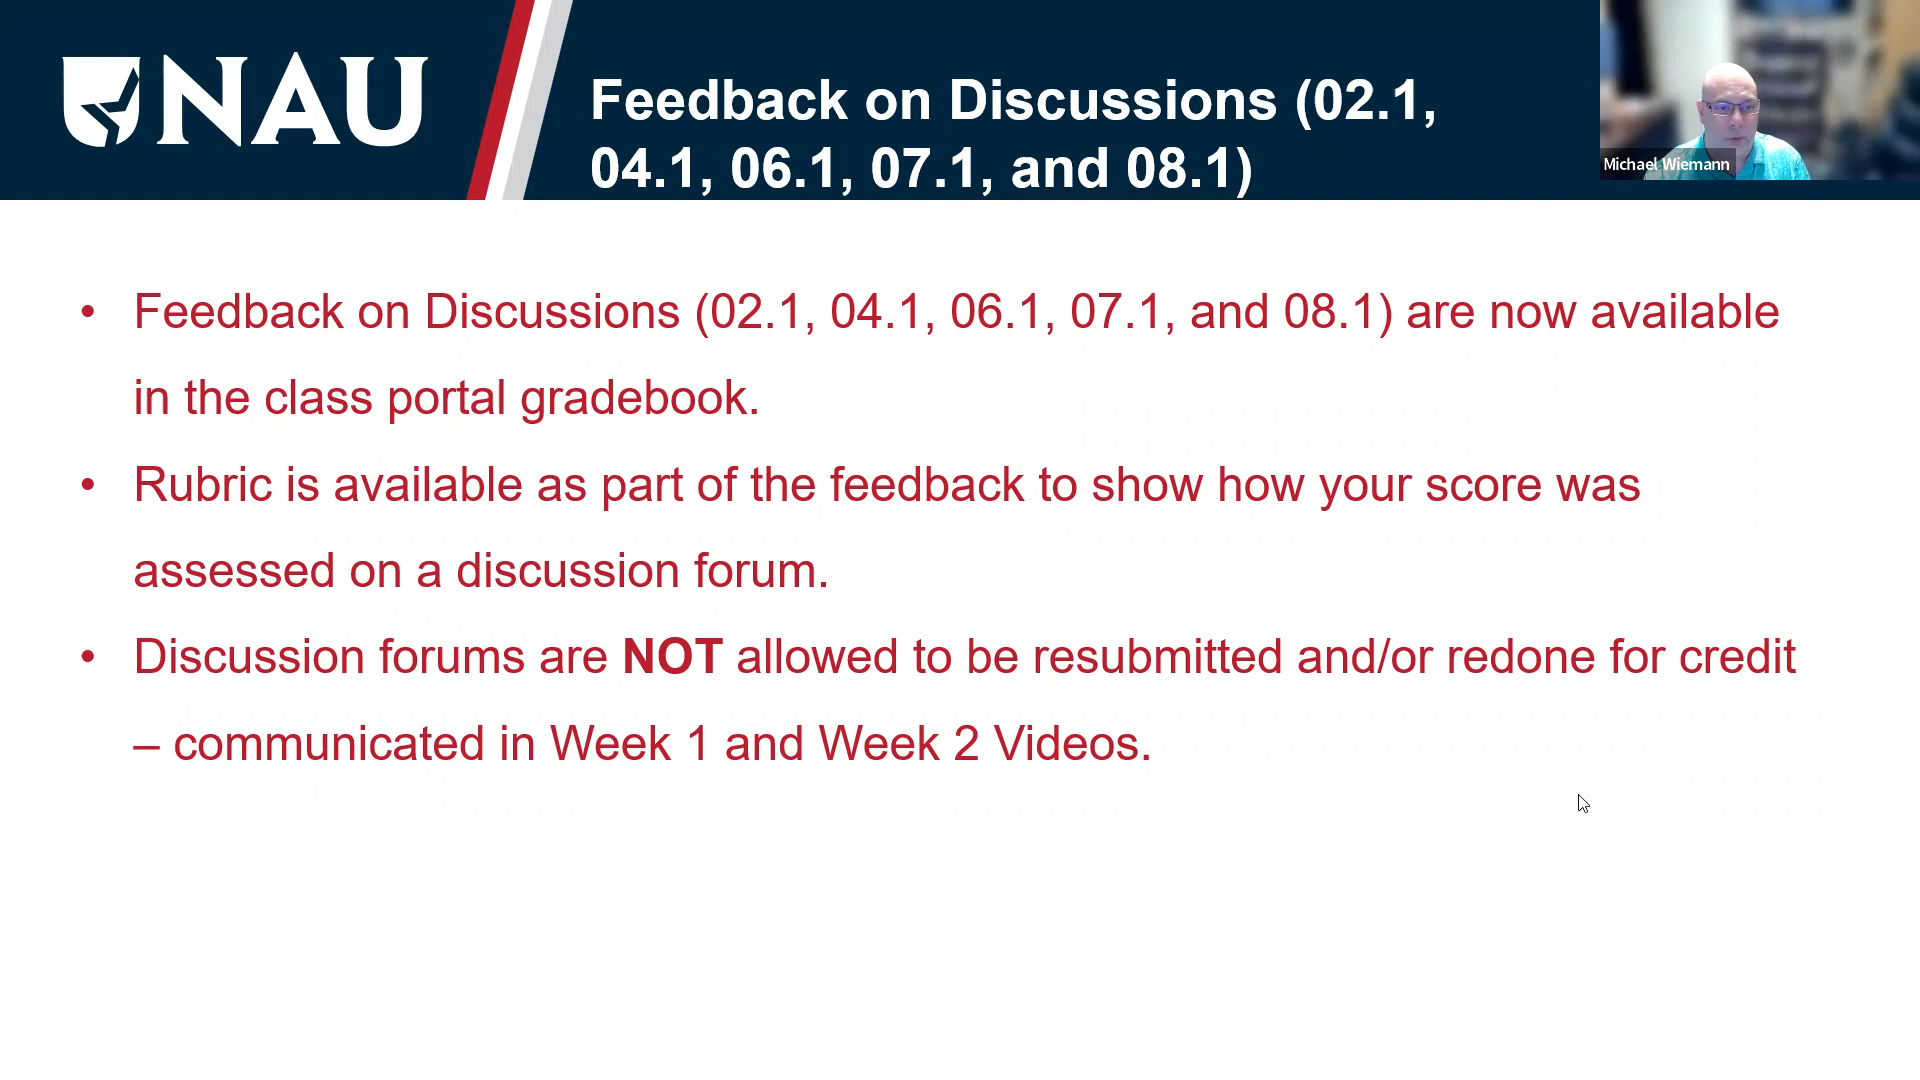 NAU
Feedback on Discussions (02.1,
04.1, 06.1, 07.1, and 08.1)
Michael Wiemann
• Feedback on Discussions (02.1, 04.1, 06.1, 07.1, and 08.1) are now available
in the class portal gradebook.
• Rubric is available as part of the feedback to show how your score was
assessed on a discussion forum.
• Discussion forums are NOT allowed to be resubmitted and/or redone for credit
– communicated in Week 1 and Week 2 Videos.